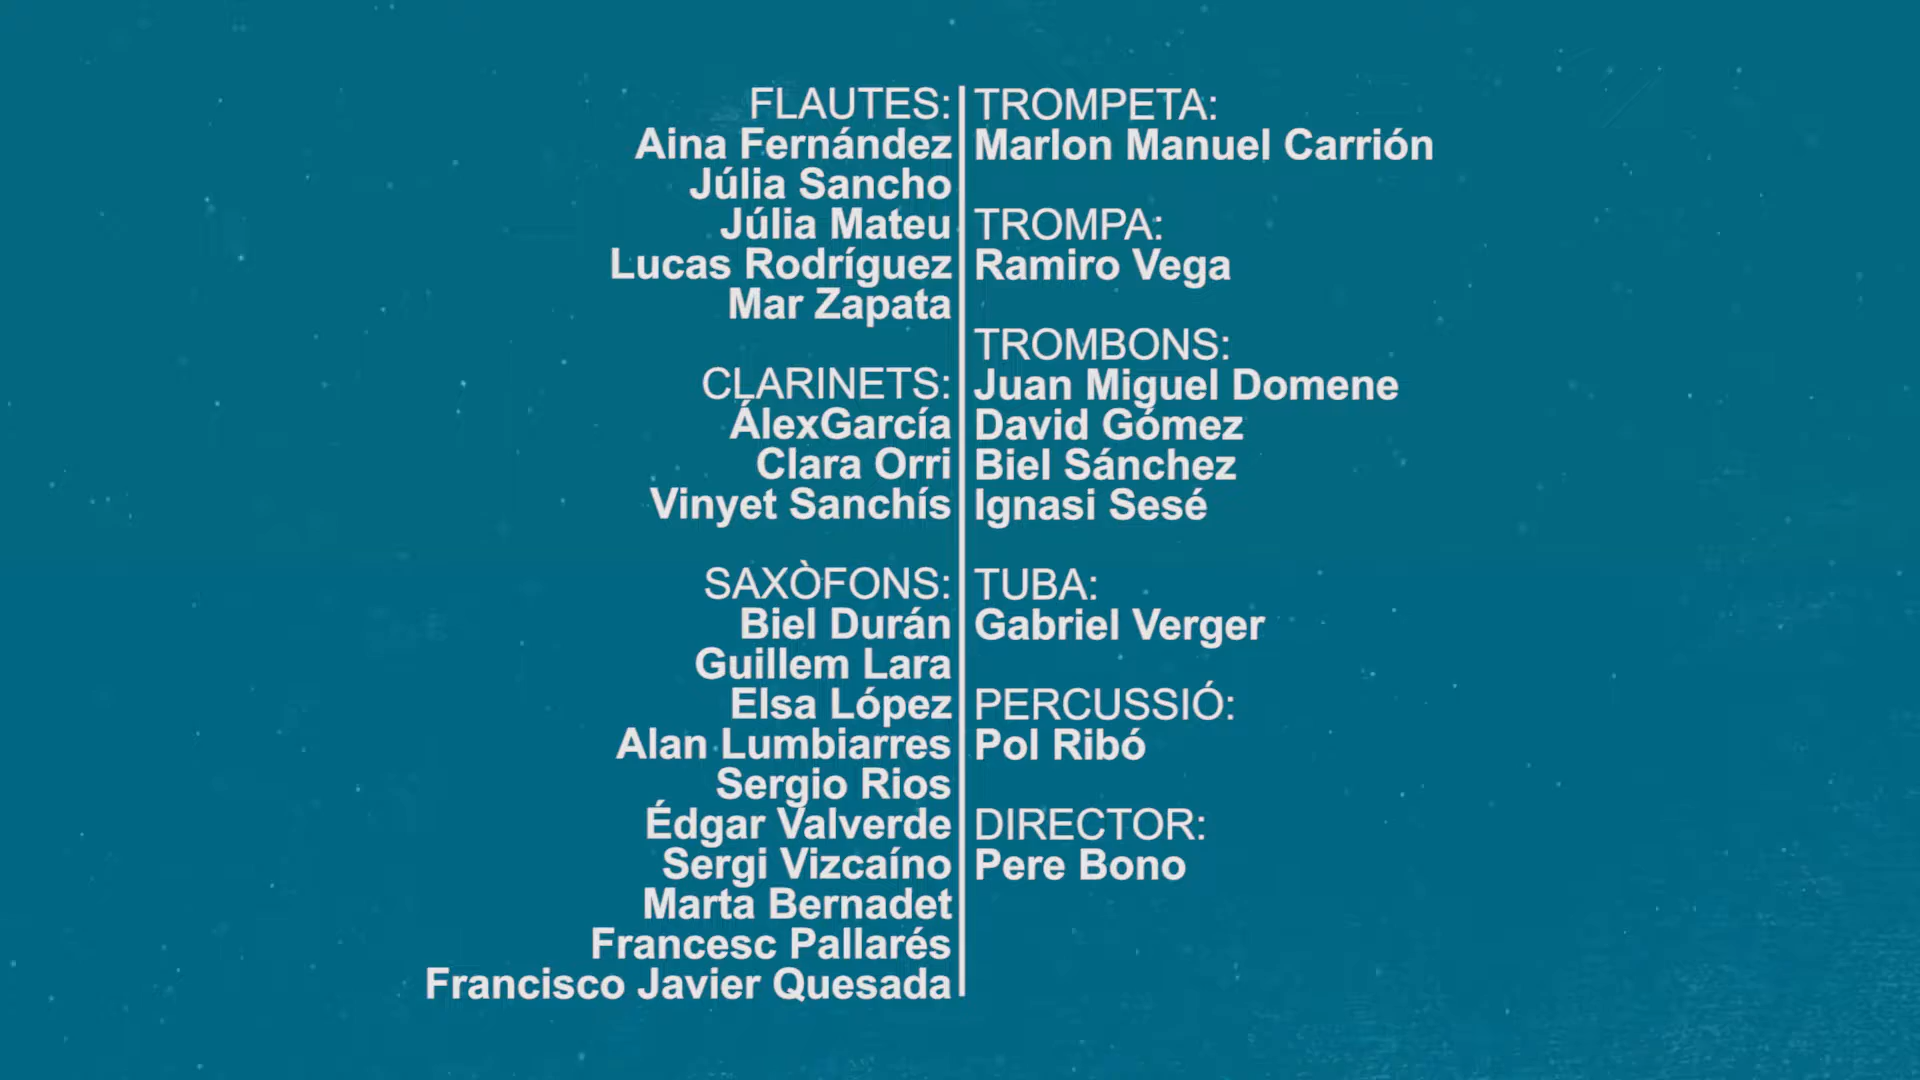 FLAUTES:
Aina Fernández
Júlia Sancho
Júlia Mateu
Lucas Rodríguez
Mar Zapata
CLARINETS:
ÁlexGarcía
Clara Orri
Vinyet Sanchís
SAXÒFONS:
Biel Durán
Guillem Lara
Elsa López
Alan Lumbiarres
Sergio Rios
Édgar Valverde
Sergi Vizcaíno
Marta Bernadet
Francesc Pallarés
Francisco Javier Quesada
TROMPETA:
Marlon Manuel Carrión
TROMPA:
Ramiro Vega
TROMBONS:
Juan Miguel Domene
David Gómez
Biel Sánchez
Ignasi Sesé
TUBA:
Gabriel Verger
PERCUSSIÓ:
Pol Ribó
DIRECTOR:
Pere Bono